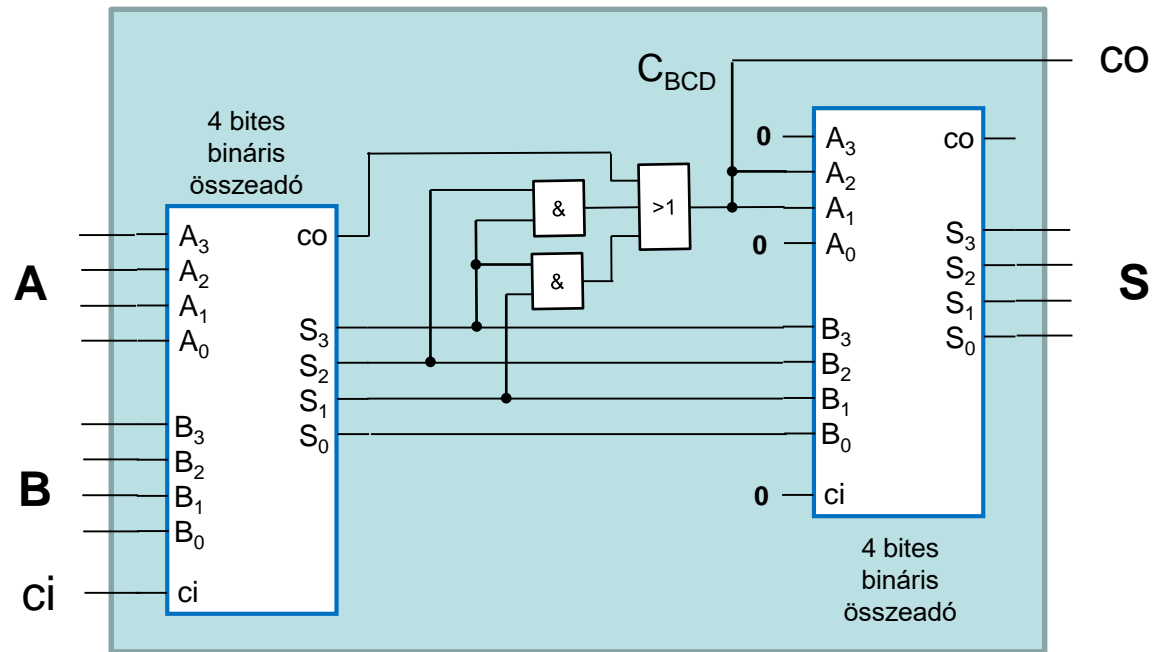 co
C_BCD
4 bites
bináris
összeadó
A
B
ci
A₃
A₂
A₁
A₀
B₃
B₂
B₁
B₀
ci
co
S₃
S₂
S₁
S₀
&
&
>1
0
0
0
A₃
A₂
A₁
A₀
B₃
B₂
B₁
B₀
ci
co
S₃
S₂
S₁
S₀
S
4 bites
bináris
összeadó